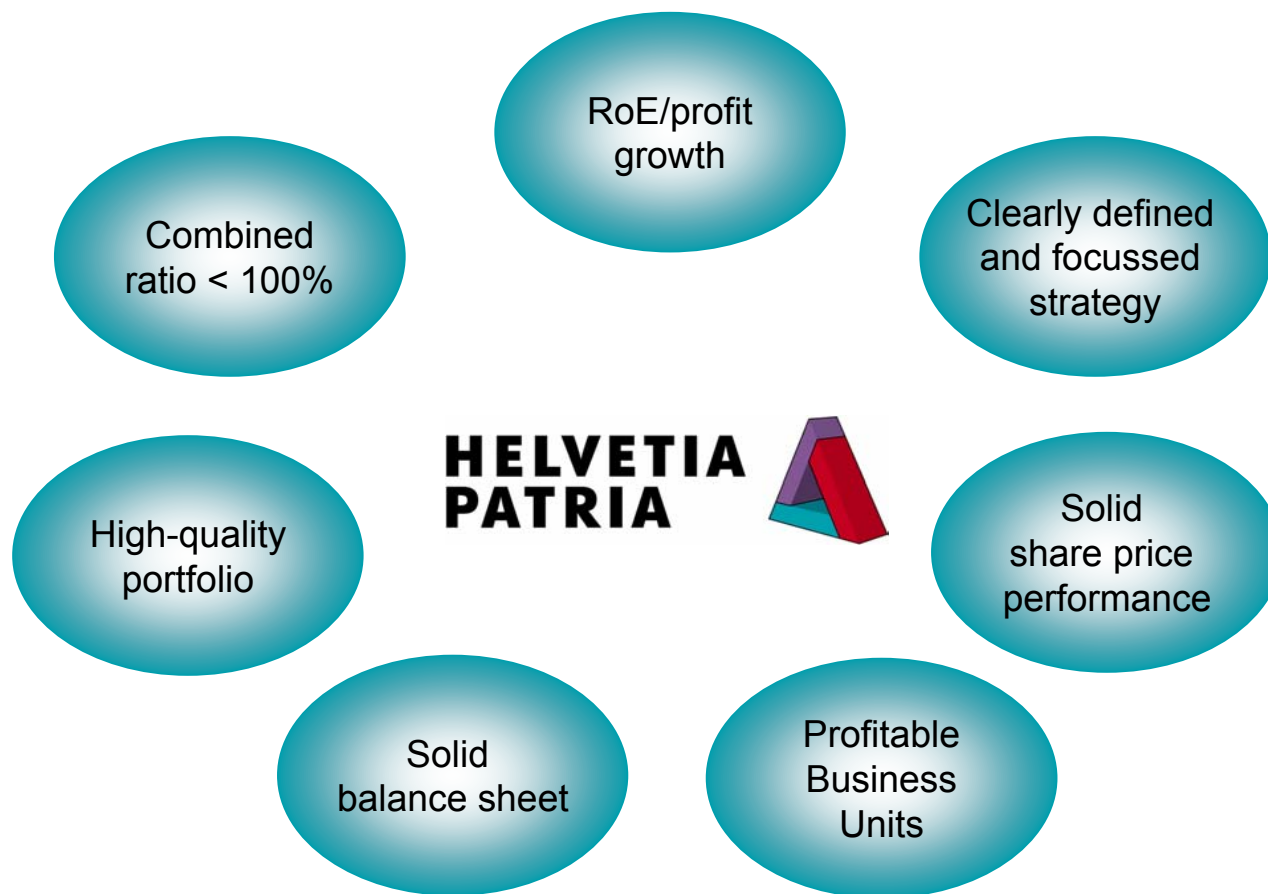 RoE/profit
growth
Combined
ratio < 100%
Clearly defined
and focussed
strategy
HELVETIA
PATRIA
High-quality
portfolio
Solid
share price
performance
Solid
balance sheet
Profitable
Business
Units